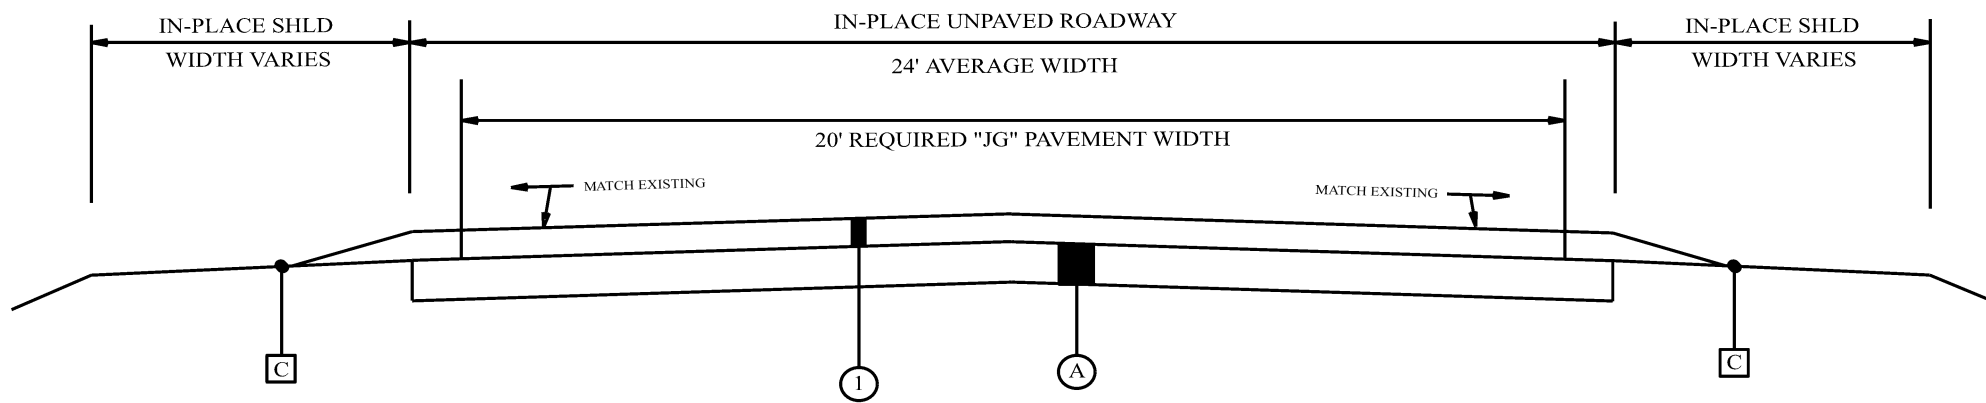 IN-PLACE SHLD
WIDTH VARIES
IN-PLACE UNPAVED ROADWAY
24' AVERAGE WIDTH
IN-PLACE SHLD
WIDTH VARIES
20' REQUIRED "JG" PAVEMENT WIDTH
MATCH EXISTING
MATCH EXISTING
C
1
A
C